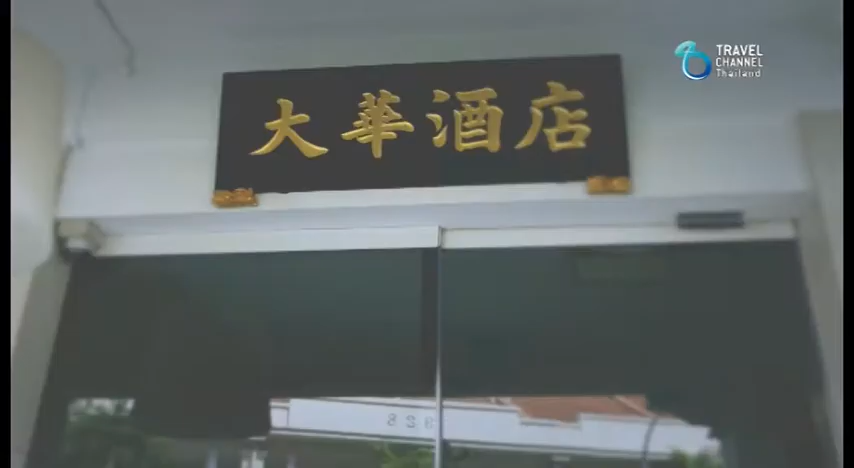 大華酒店
TRAVEL
CHANNEL
Thailand